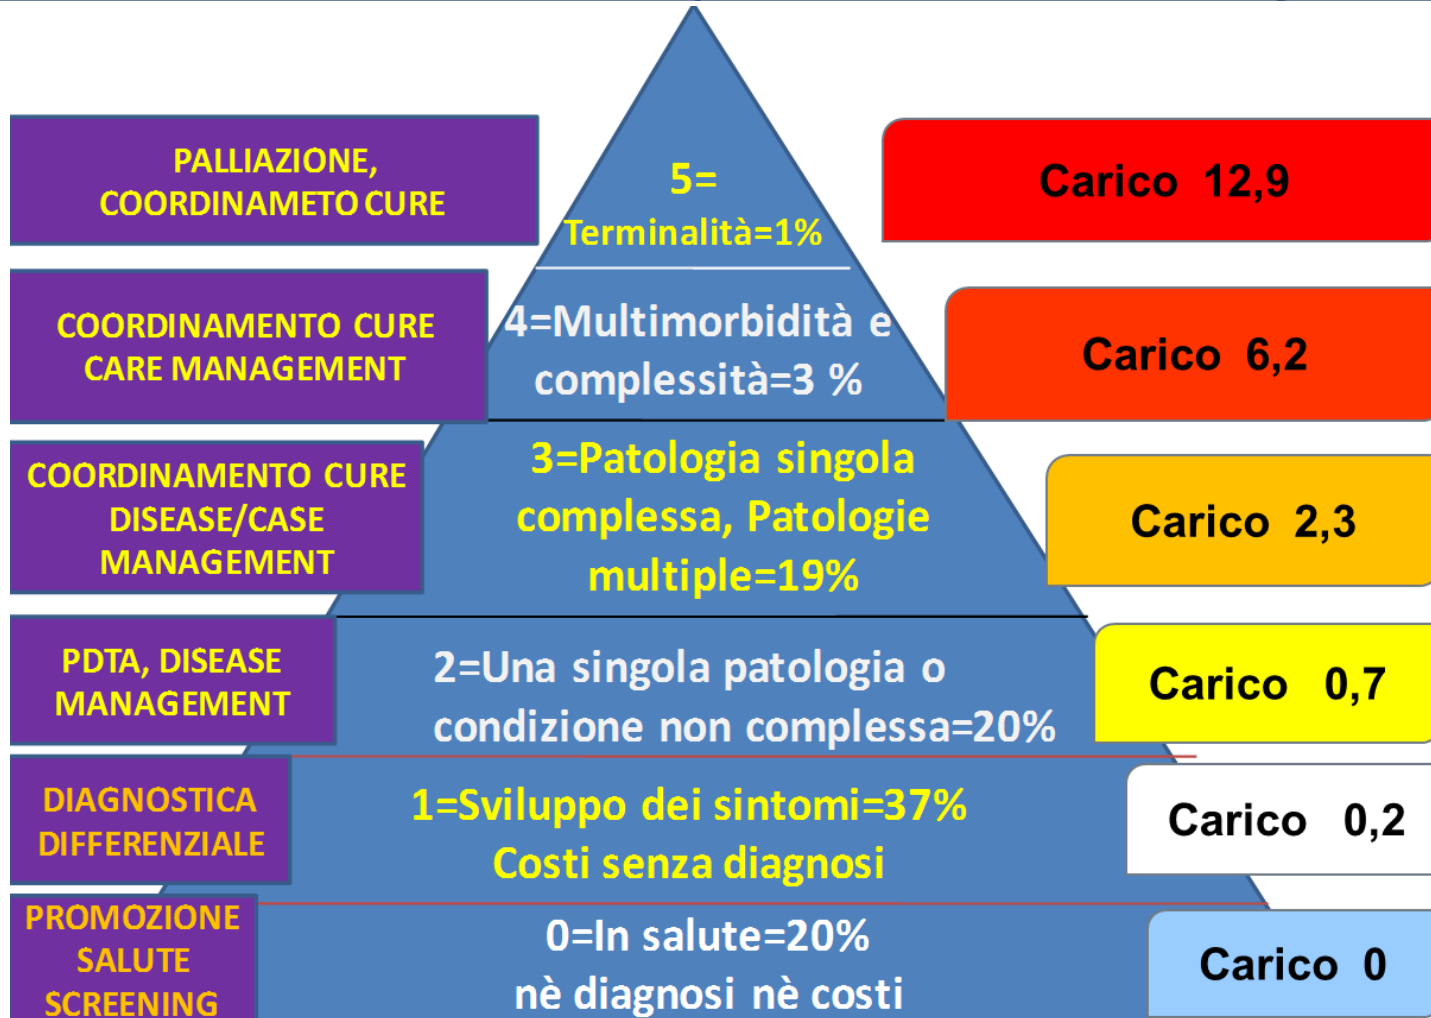 PALLIAZIONE,
COORDINAMETO CURE
5=
Terminalità=1%
Carico 12,9
COORDINAMENTO CURE
CARE MANAGEMENT
4=Multimorbidità e
complessità=3 %
Carico 6,2
COORDINAMENTO CURE
DISEASE/CASE
MANAGEMENT
3=Patologia singola
complessa, Patologie
multiple=19%
Carico 2,3
PDTA, DISEASE
MANAGEMENT
2=Una singola patologia o
condizione non complessa=20%
Carico 0,7
DIAGNOSTICA
DIFFERENZIALE
1=Sviluppo dei sintomi=37%
Costi senza diagnosi
Carico 0,2
PROMOZIONE
SALUTE
SCREENING
0=In salute=20%
nè diagnosi nè costi
Carico 0